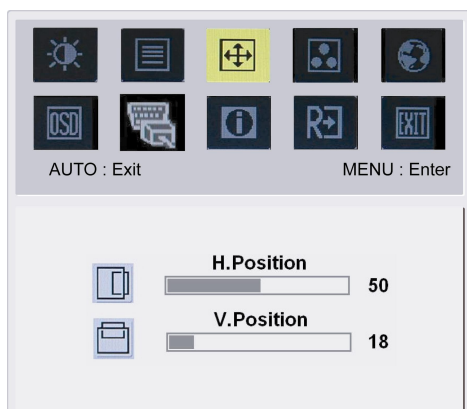 OSD i R EXIT
AUTO : Exit MENU : Enter
H.Position
50
V.Position
18